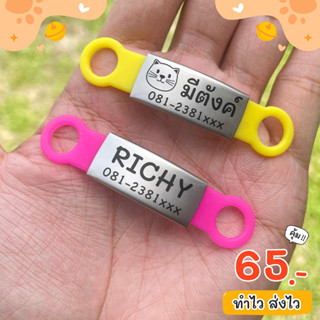 มีตังค์
081-2381xxx
RICHY
081-2381xxx
คุ้ม!!
65.-
ทำไว ส่งไว